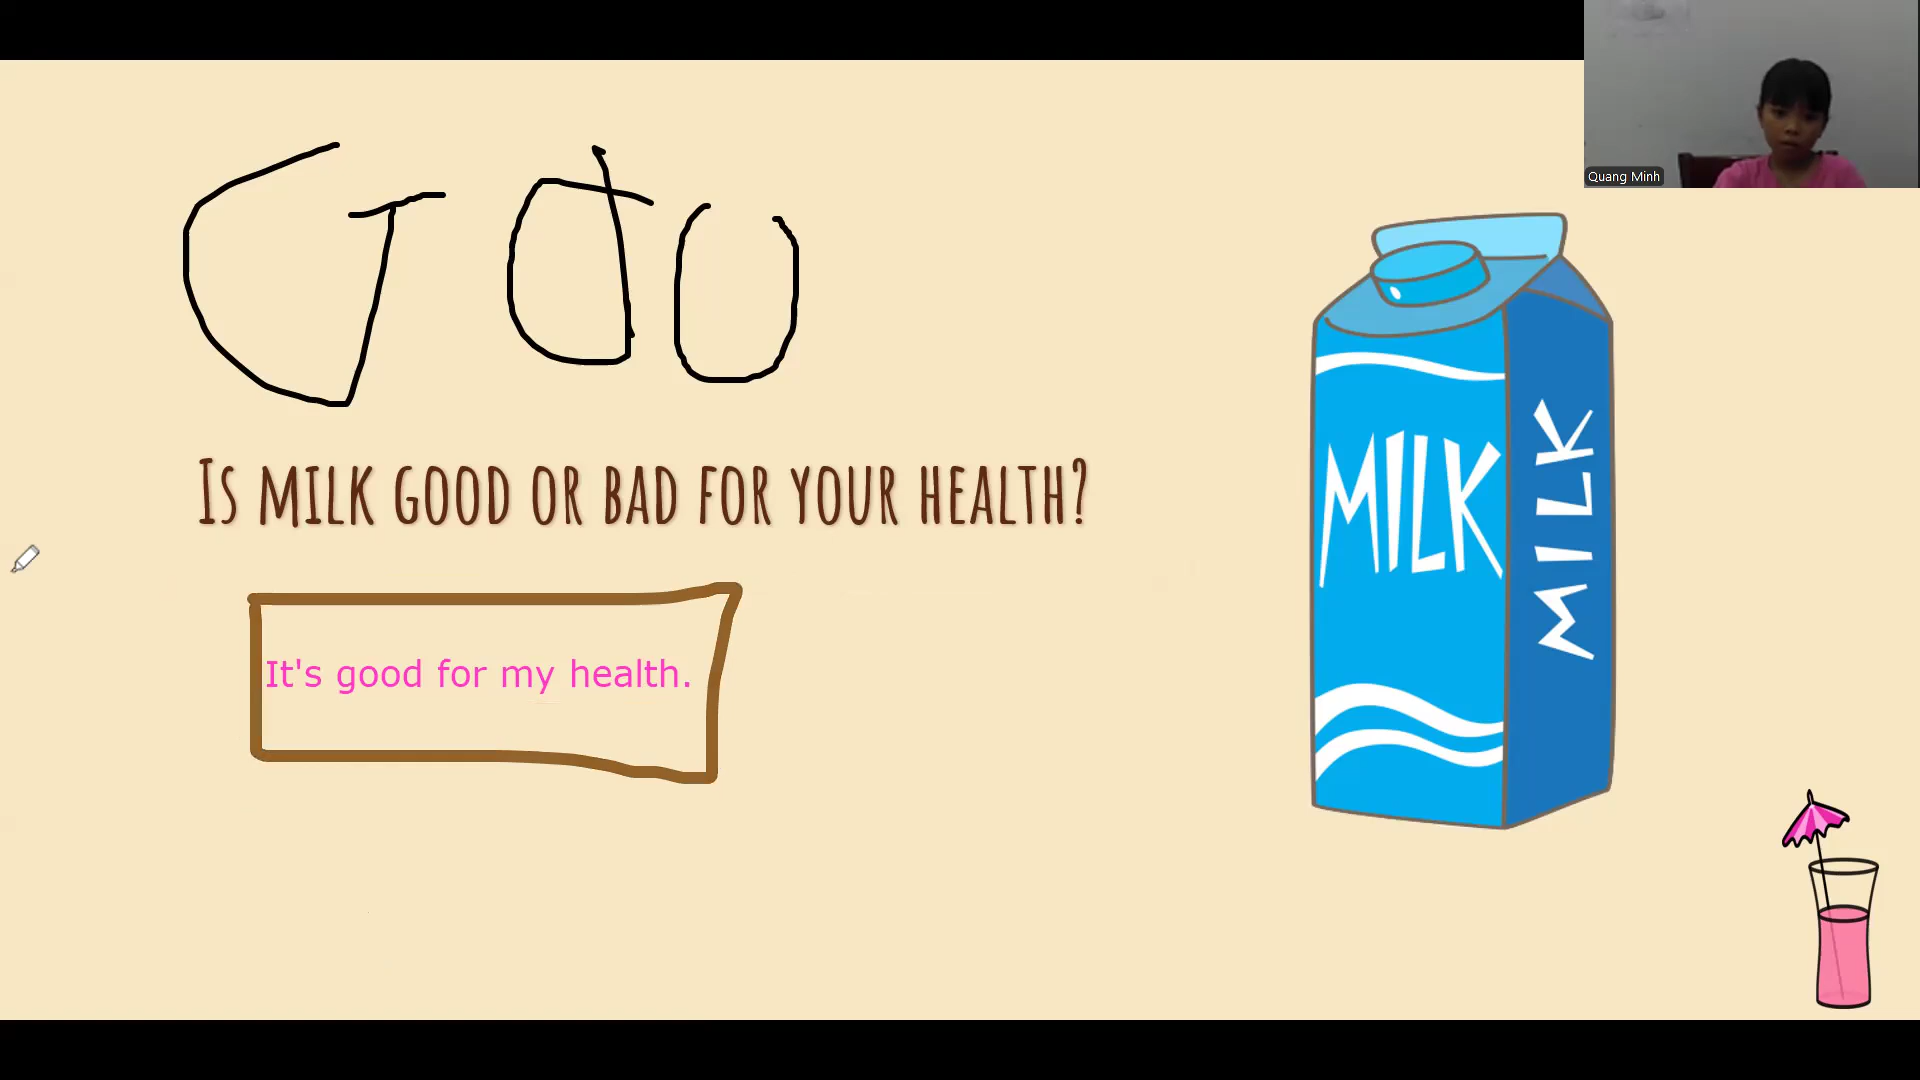 Quang Minh
Is milk good or bad for your health?
It's good for my health.
MILK
MILK